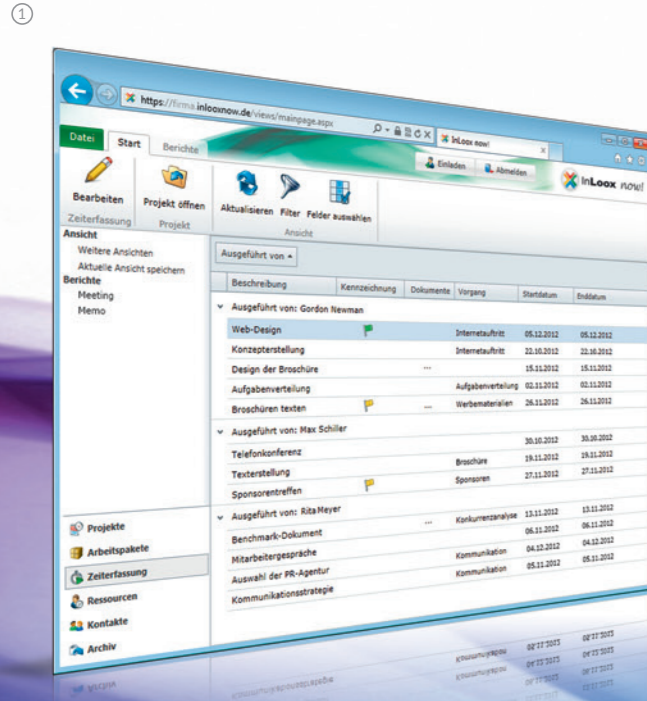 1
https://firma.inlooxnow.de/views/mainpage.aspx
InLoox now!
Datei Start Berichte
Einladen Abmelden
InLoox now!
Bearbeiten Projekt öffnen Aktualisieren Filter Felder auswählen
Zeiterfassung Projekt Ansicht
Ansicht
Weitere Ansichten
Aktuelle Ansicht speichern
Berichte
Meeting
Memo
Projekte
Arbeitspakete
Zeiterfassung
Ressourcen
Kontakte
Archiv
Ausgeführt von
Beschreibung Kennzeichnung Dokumente Vorgang Startdatum Enddatum
Ausgeführt von: Gordon Newman
Web-Design Internetauftritt 05.12.2012 05.12.2012
Konzepterstellung Internetauftritt 22.10.2012 22.10.2012
Design der Broschüre ... 15.11.2012 15.11.2012
Aufgabenverteilung Aufgabenverteilung 02.11.2012 02.11.2012
Broschüren texten ... Werbematerialien 26.11.2012 26.11.2012
Ausgeführt von: Max Schiller
Telefonkonferenz 30.10.2012 30.10.2012
Texterstellung Broschüre 19.11.2012 19.11.2012
Sponsorentreffen Sponsoren 27.11.2012 27.11.2012
Ausgeführt von: Rita Meyer
Benchmark-Dokument ... Konkurrenzanalyse 13.11.2012 13.11.2012
Mitarbeitergespräche 06.11.2012 06.11.2012
Auswahl der PR-Agentur Kommunikation 04.12.2012 04.12.2012
Kommunikationsstrategie Kommunikation 05.11.2012 05.11.2012